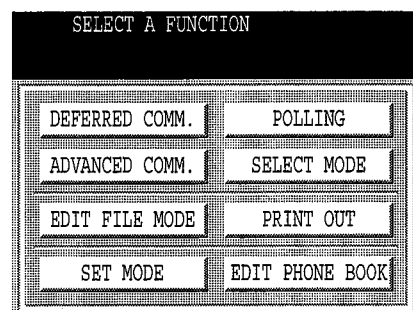 SELECT A FUNCTION
DEFERRED COMM. POLLING
ADVANCED COMM. SELECT MODE
EDIT FILE MODE PRINT OUT
SET MODE EDIT PHONE BOOK